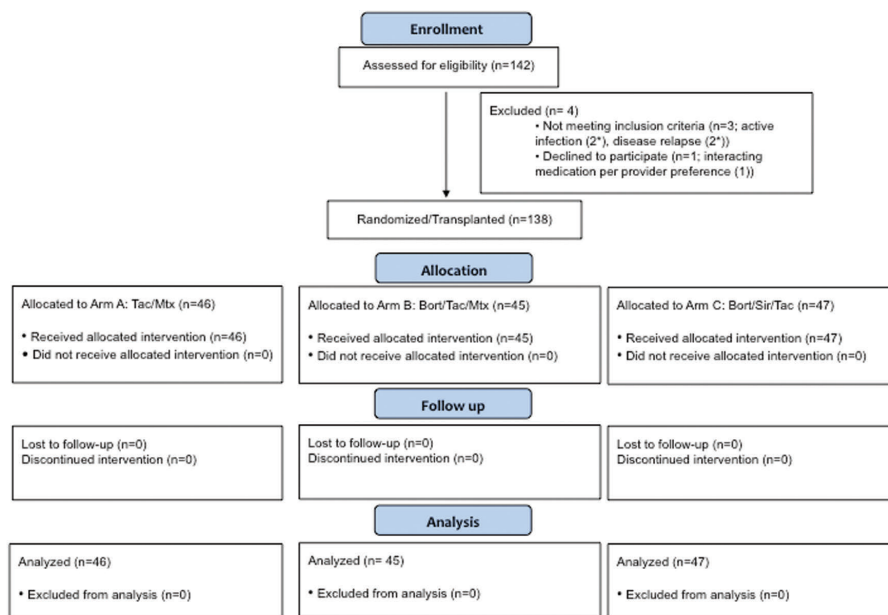 Enrollment
Assessed for eligibility (n=142)
Excluded (n= 4)
• Not meeting inclusion criteria (n=3; active
infection (2*), disease relapse (2*))
• Declined to participate (n=1; interacting
medication per provider preference (1))
Randomized/Transplanted (n=138)
Allocation
Allocated to Arm A: Tac/Mtx (n=46)
• Received allocated intervention (n=46)
• Did not receive allocated intervention (n=0)
Allocated to Arm B: Bort/Tac/Mtx (n=45)
• Received allocated intervention (n=45)
• Did not receive allocated intervention (n=0)
Allocated to Arm C: Bort/Sir/Tac (n=47)
• Received allocated intervention (n=47)
• Did not receive allocated intervention (n=0)
Follow up
Lost to follow-up (n=0)
Discontinued intervention (n=0)
Lost to follow-up (n=0)
Discontinued intervention (n=0)
Lost to follow-up (n=0)
Discontinued intervention (n=0)
Analysis
Analyzed (n=46)
• Excluded from analysis (n=0)
Analyzed (n= 45)
• Excluded from analysis (n=0)
Analyzed (n=47)
• Excluded from analysis (n=0)